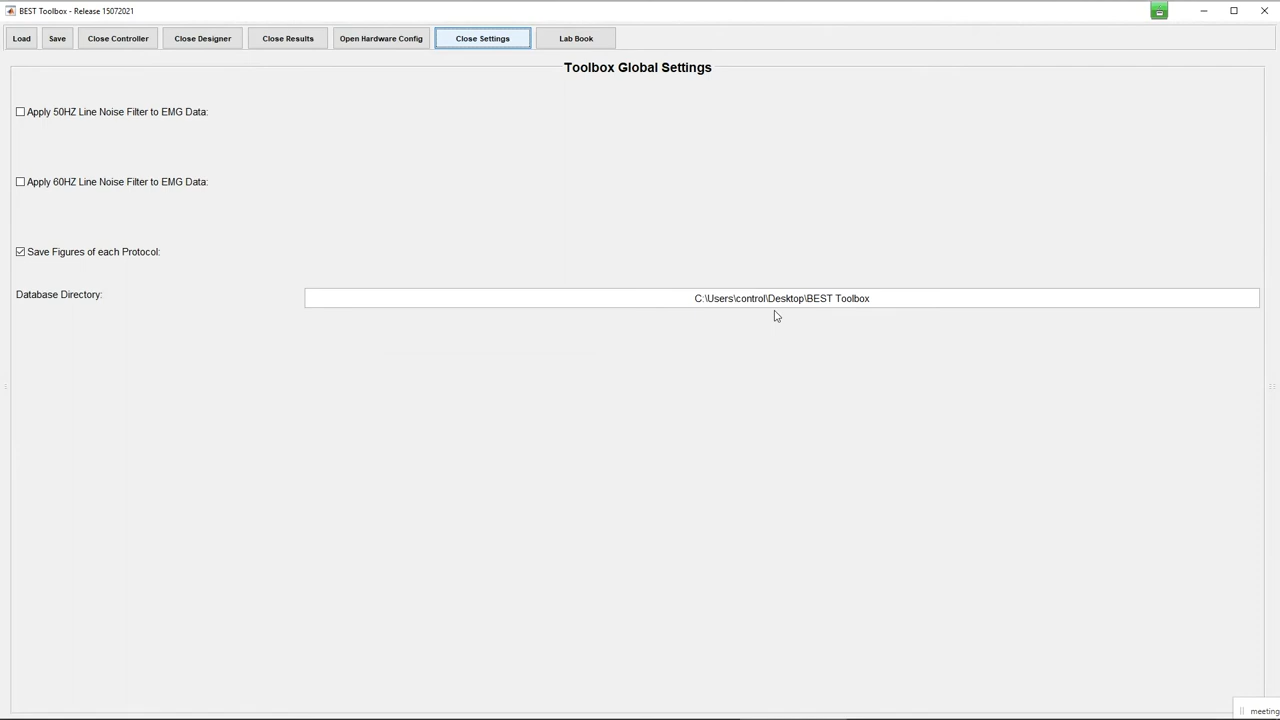 BEST Toolbox - Release 15072021
Load Save Close Controller Close Designer Close Results Open Hardware Config Close Settings Lab Book
Toolbox Global Settings
Apply 50HZ Line Noise Filter to EMG Data:
Apply 60HZ Line Noise Filter to EMG Data:
Save Figures of each Protocol:
Database Directory: C:\Users\control\Desktop\BEST Toolbox
meeting